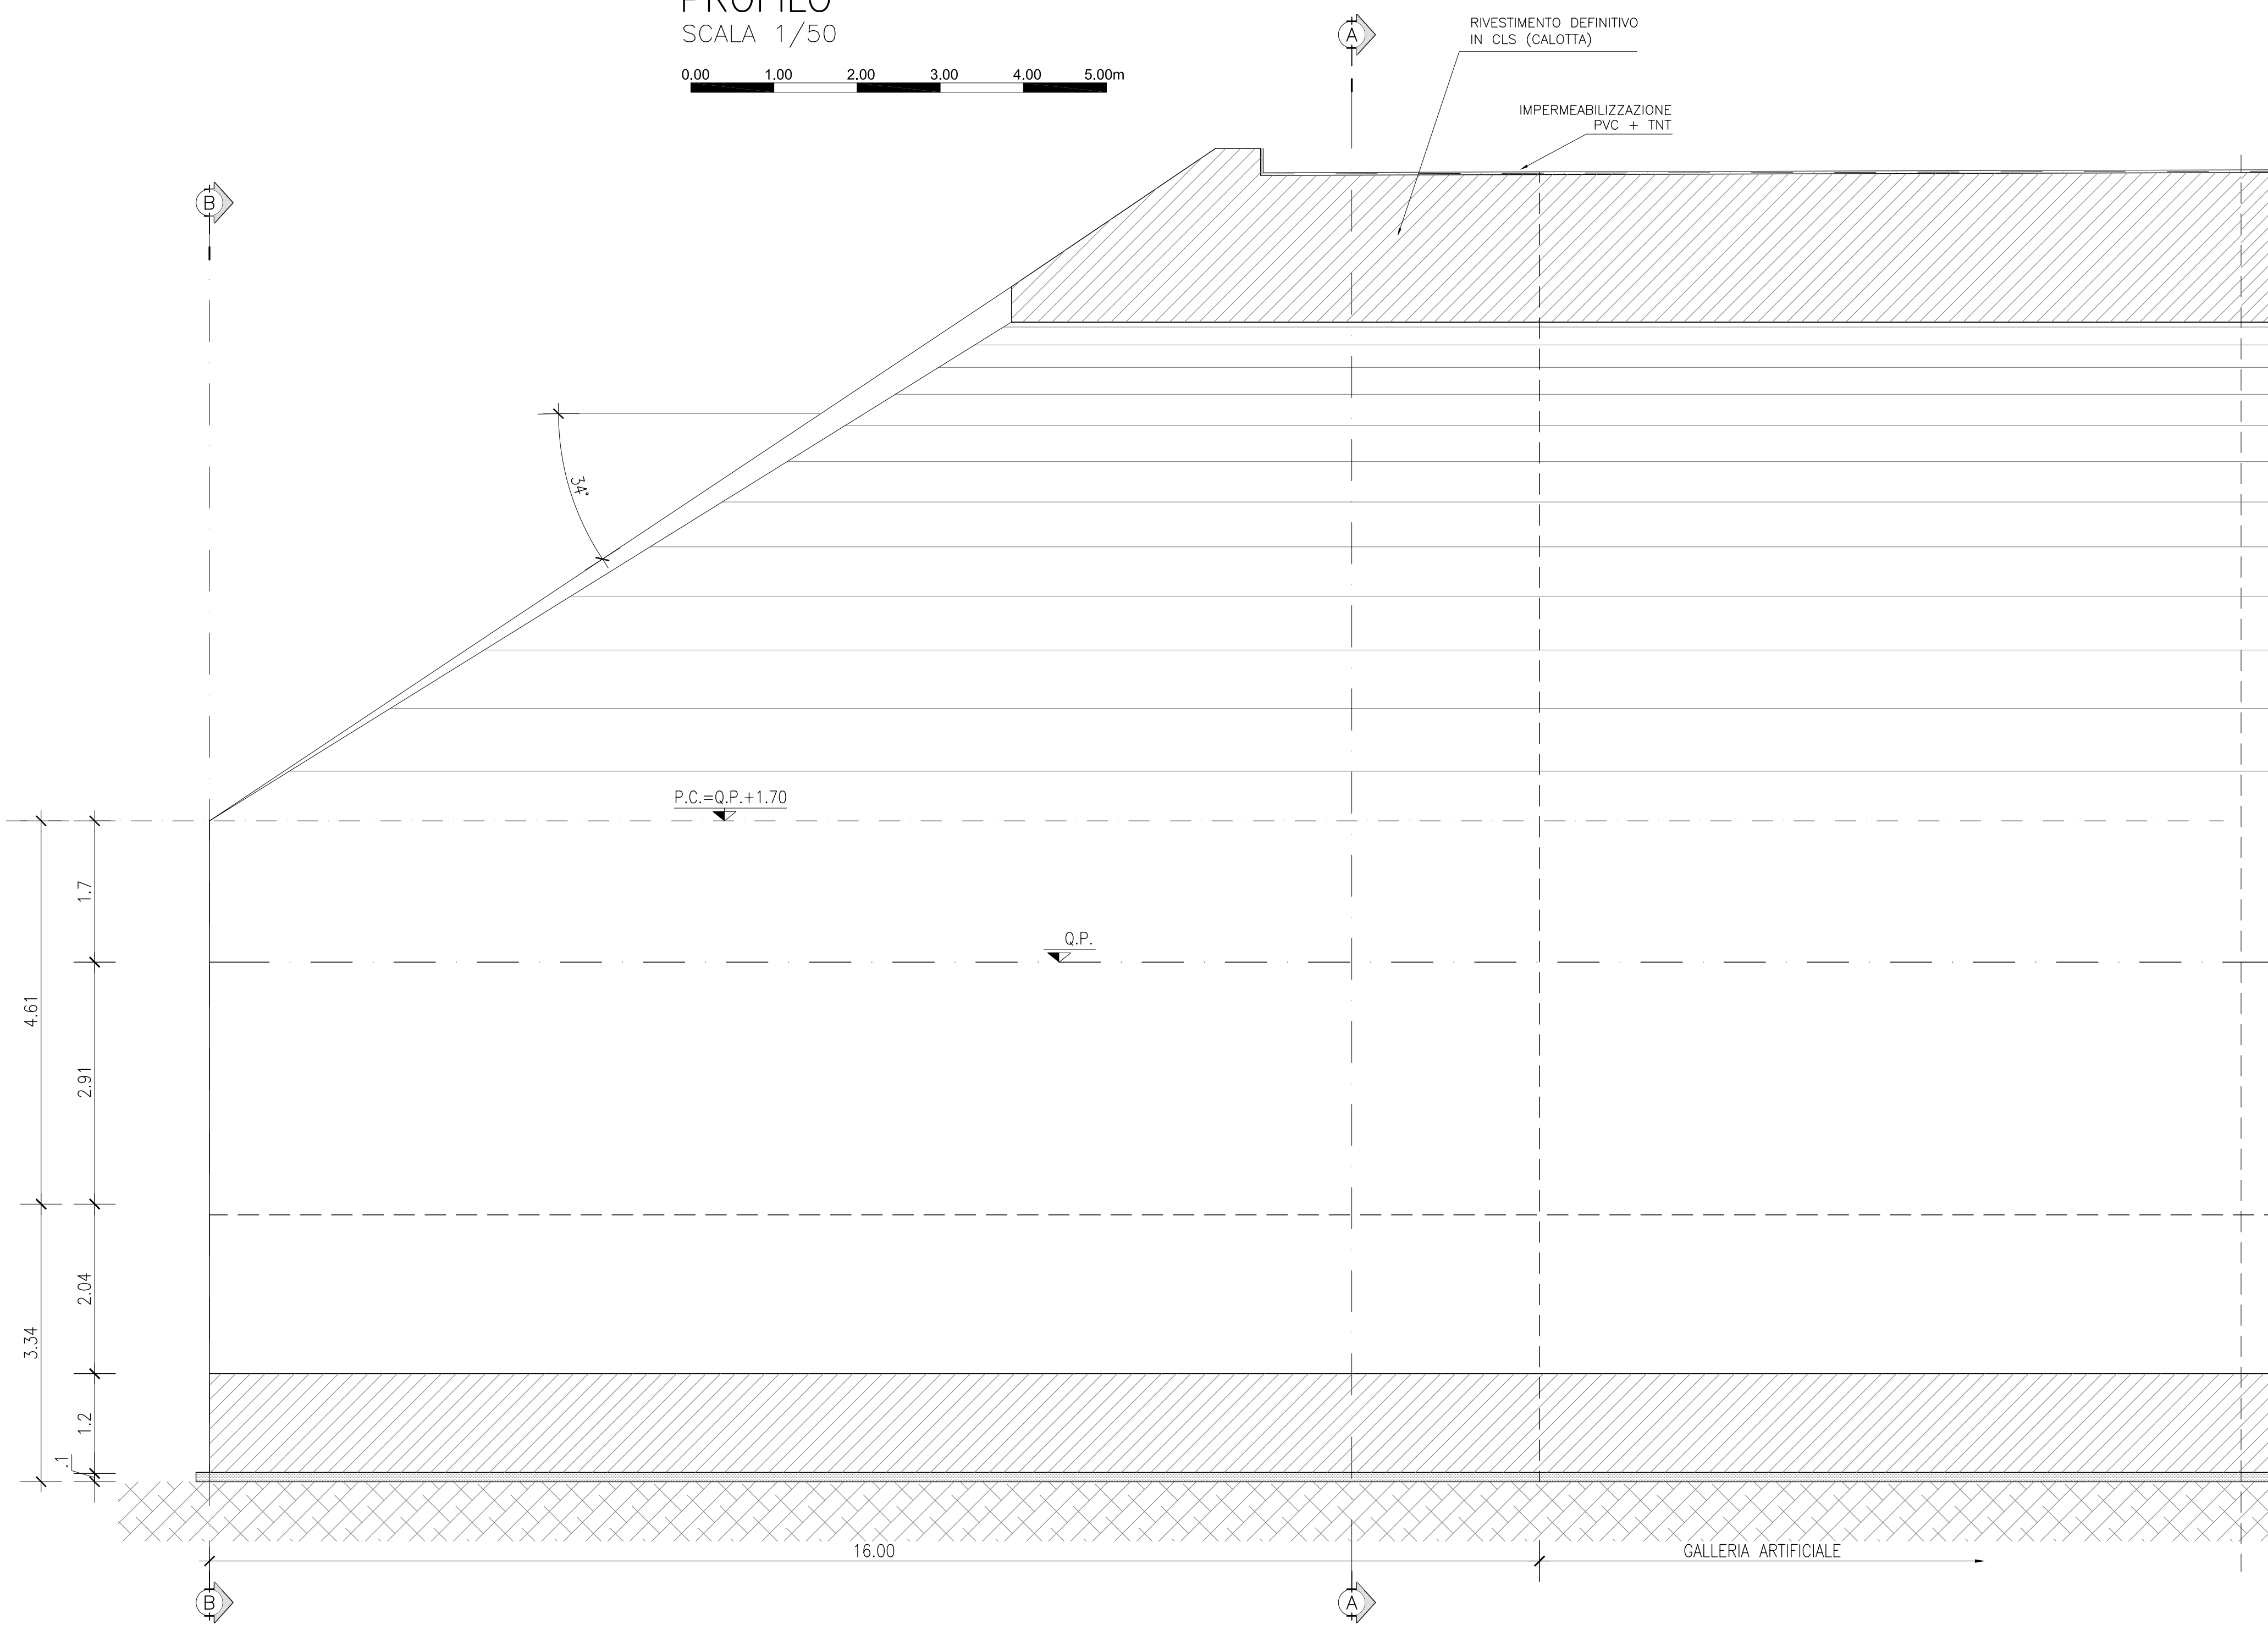 PROFILO
SCALA 1/50
0.00 1.00 2.00 3.00 4.00 5.00m
A
RIVESTIMENTO DEFINITIVO
IN CLS (CALOTTA)
IMPERMEABILIZZAZIONE
PVC + TNT
B
34°
P.C.=Q.P.+1.70
1.7
Q.P.
4.61
2.91
2.04
3.34
1.2
.1
16.00
GALLERIA ARTIFICIALE
B
A